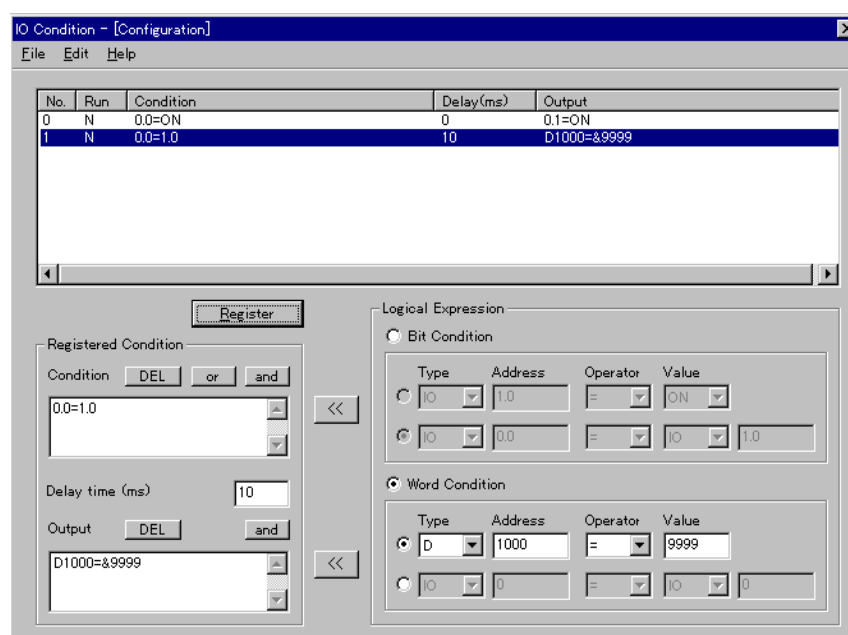 IO Condition - [Configuration]
File Edit Help
No. Run Condition Delay(ms) Output
0 N 0.0=ON 0 0.1=ON
1 N 0.0=1.0 10 D1000=&9999
Register
Logical Expression
Bit Condition
Registered Condition
Type Address Operator Value
Condition DEL or and
IO 1.0 = ON
0.0=1.0
<<
IO 0.0 = IO 1.0
Delay time (ms) 10
Word Condition
Output DEL and
Type Address Operator Value
D 1000 = 9999
D1000=&9999
<<
IO 0 = IO 0